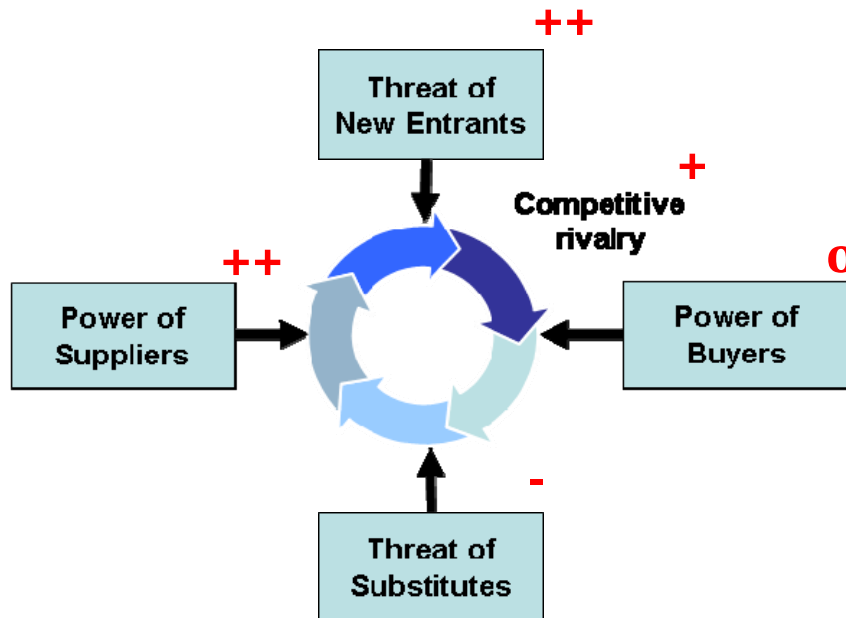 ++
Threat of
New Entrants
+
Competitive
rivalry
++
Power of
Suppliers
o
Power of
Buyers
-
Threat of
Substitutes